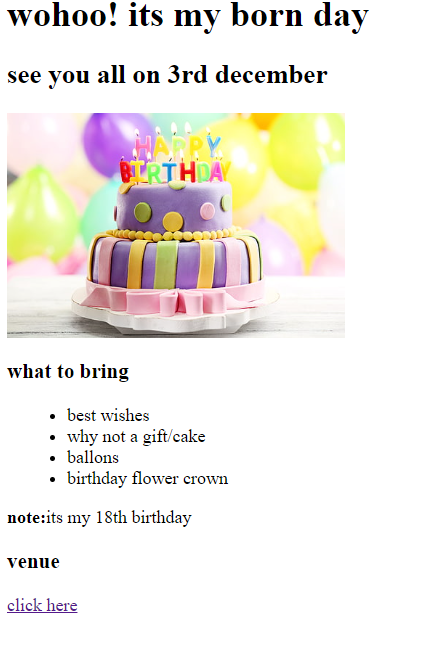 wohoo! its my born day
see you all on 3rd december
HAPPY
BIRTHDAY
what to bring
best wishes
why not a gift/cake
ballons
birthday flower crown
note:its my 18th birthday
venue
click here